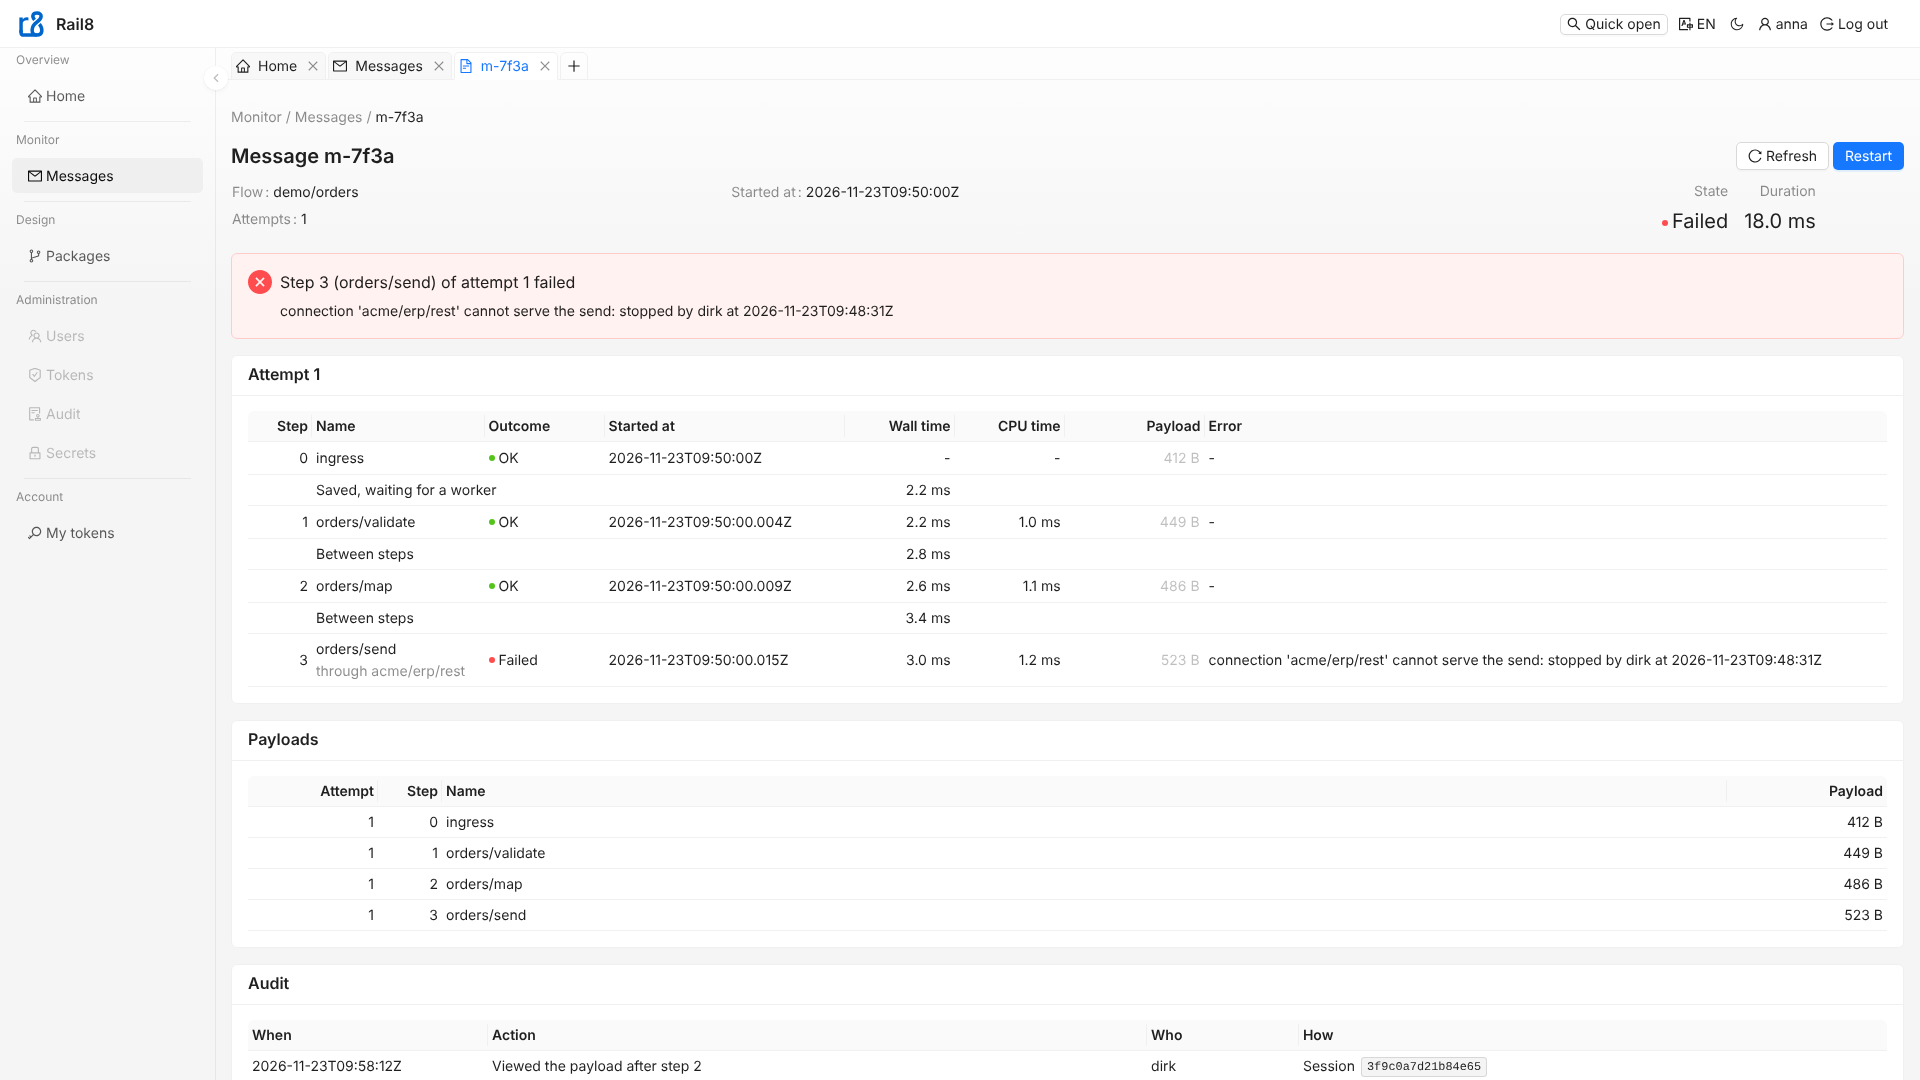 Rail8
Quick open
EN
anna
Log out
Overview
Home
Monitor
Messages
Design
Packages
Administration
Users
Tokens
Audit
Secrets
Account
My tokens
Home
Messages
m-7f3a
Monitor / Messages / m-7f3a
Message m-7f3a
Refresh
Restart
Flow : demo/orders
Started at : 2026-11-23T09:50:00Z
Attempts : 1
State Duration
Failed 18.0 ms
Step 3 (orders/send) of attempt 1 failed
connection 'acme/erp/rest' cannot serve the send: stopped by dirk at 2026-11-23T09:48:31Z
Attempt 1
Step Name Outcome Started at Wall time CPU time Payload Error
0 ingress OK 2026-11-23T09:50:00Z - - 412 B -
Saved, waiting for a worker 2.2 ms
1 orders/validate OK 2026-11-23T09:50:00.004Z 2.2 ms 1.0 ms 449 B -
Between steps 2.8 ms
2 orders/map OK 2026-11-23T09:50:00.009Z 2.6 ms 1.1 ms 486 B -
Between steps 3.4 ms
3 orders/send Failed 2026-11-23T09:50:00.015Z 3.0 ms 1.2 ms 523 B connection 'acme/erp/rest' cannot serve the send: stopped by dirk at 2026-11-23T09:48:31Z
through acme/erp/rest
Payloads
Attempt Step Name Payload
1 0 ingress 412 B
1 1 orders/validate 449 B
1 2 orders/map 486 B
1 3 orders/send 523 B
Audit
When Action Who How
2026-11-23T09:58:12Z Viewed the payload after step 2 dirk Session 3f9c0a7d21b84e65